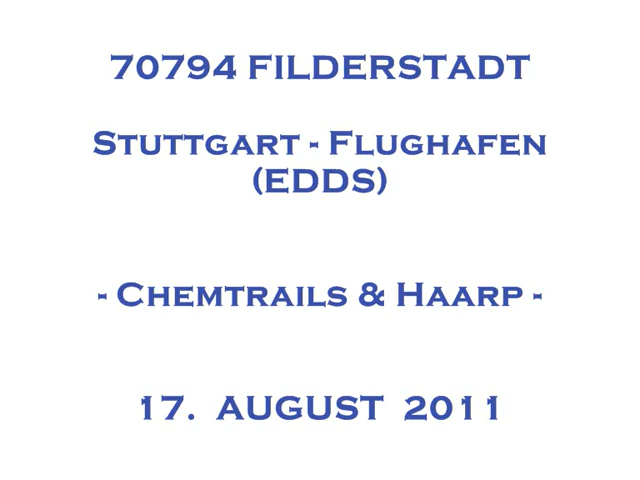 70794 FILDERSTADT
STUTTGART - FLUGHAFEN
(EDDS)
- CHEMTRAILS & HAARP -
17. AUGUST 2011